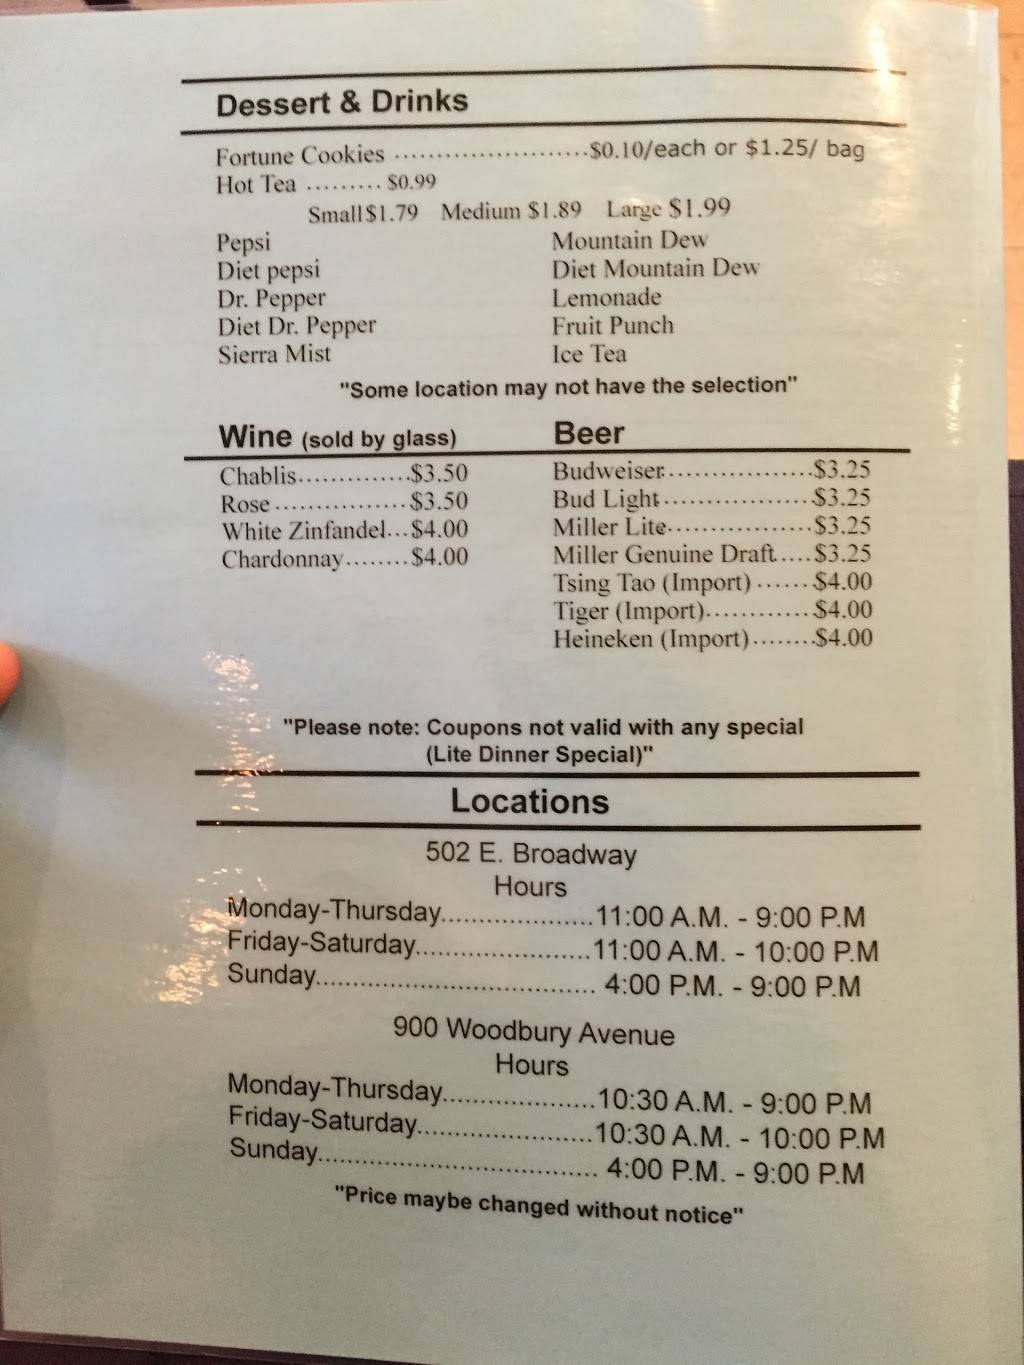 Dessert & Drinks
Fortune Cookies ........................$0.10/each or $1.25/ bag
Hot Tea ......... $0.99
Small $1.79 Medium $1.89 Large $1.99
Pepsi Mountain Dew
Diet pepsi Diet Mountain Dew
Dr. Pepper Lemonade
Diet Dr. Pepper Fruit Punch
Sierra Mist Ice Tea
"Some location may not have the selection"
Wine (sold by glass) Beer
Chablis..............$3.50 Budweiser..................$3.25
Rose .................$3.50 Bud Light..................$3.25
White Zinfandel...$4.00 Miller Lite..................$3.25
Chardonnay........$4.00 Miller Genuine Draft.....$3.25
Tsing Tao (Import) ......$4.00
Tiger (Import).............$4.00
Heineken (Import)........$4.00
"Please note: Coupons not valid with any special
(Lite Dinner Special)"
Locations
502 E. Broadway
Hours
Monday-Thursday....................11:00 A.M. - 9:00 P.M
Friday-Saturday.......................11:00 A.M. - 10:00 P.M
Sunday..................................... 4:00 P.M. - 9:00 P.M
900 Woodbury Avenue
Hours
Monday-Thursday....................10:30 A.M. - 9:00 P.M
Friday-Saturday.......................10:30 A.M. - 10:00 P.M
Sunday..................................... 4:00 P.M. - 9:00 P.M
"Price maybe changed without notice"